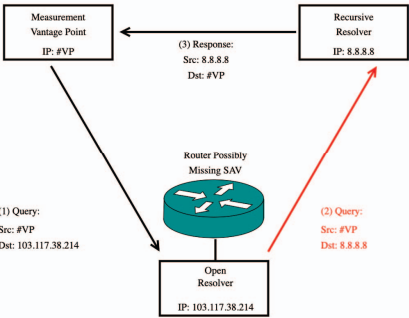 Measurement
Vantage Point
IP: #VP
Recursive
Resolver
IP: 8.8.8.8
(3) Response:
Src: 8.8.8.8
Dst: #VP
Router Possibly
Missing SAV
(1) Query:
Src: #VP
Dst: 103.117.38.214
(2) Query:
Src: #VP
Dst: 8.8.8.8
Open
Resolver
IP: 103.117.38.214